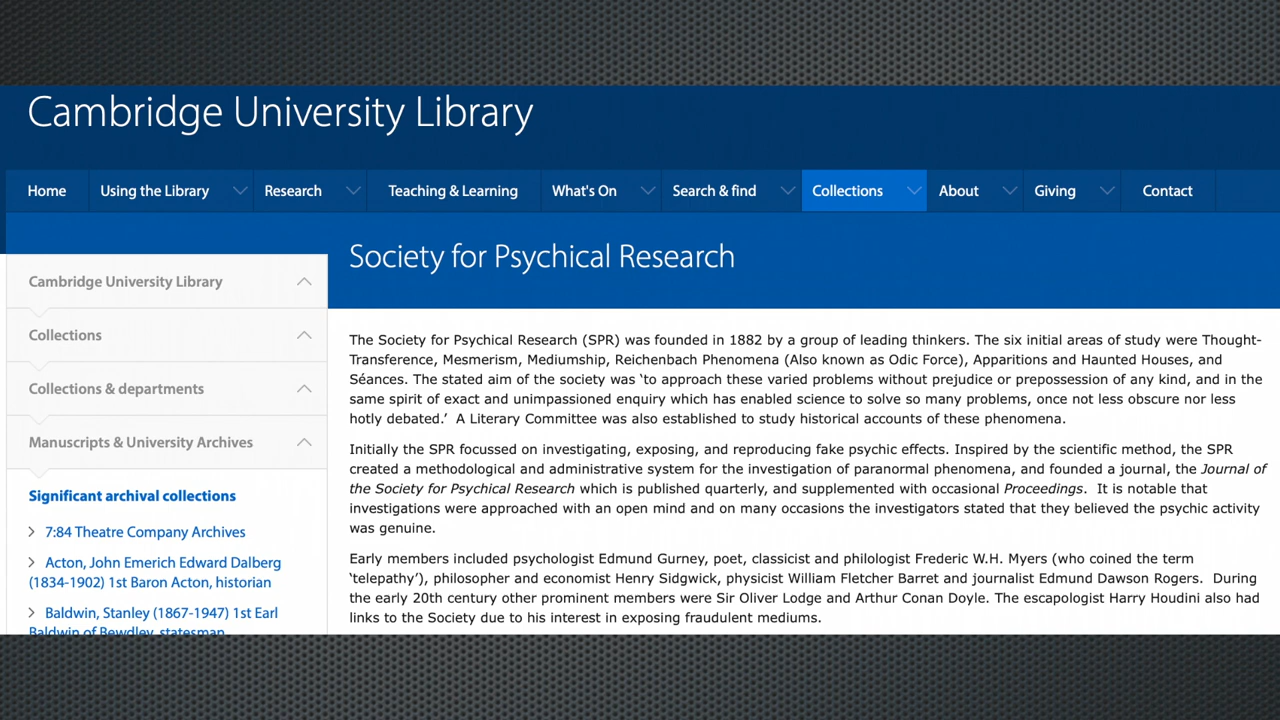 Cambridge University Library
Home
Using the Library
Research
Teaching & Learning
What's On
Search & find
Collections
About
Giving
Contact
Society for Psychical Research
Cambridge University Library
Collections
Collections & departments
Manuscripts & University Archives
Significant archival collections
7:84 Theatre Company Archives
Acton, John Emerich Edward Dalberg
(1834-1902) 1st Baron Acton, historian
Baldwin, Stanley (1867-1947) 1st Earl
Baldwin of Bewdley, statesman
The Society for Psychical Research (SPR) was founded in 1882 by a group of leading thinkers. The six initial areas of study were Thought-
Transference, Mesmerism, Mediumship, Reichenbach Phenomena (Also known as Odic Force), Apparitions and Haunted Houses, and
Séances. The stated aim of the society was ‘to approach these varied problems without prejudice or prepossession of any kind, and in the
same spirit of exact and unimpassioned enquiry which has enabled science to solve so many problems, once not less obscure nor less
hotly debated.’ A Literary Committee was also established to study historical accounts of these phenomena.
Initially the SPR focussed on investigating, exposing, and reproducing fake psychic effects. Inspired by the scientific method, the SPR
created a methodological and administrative system for the investigation of paranormal phenomena, and founded a journal, the Journal of
the Society for Psychical Research which is published quarterly, and supplemented with occasional Proceedings. It is notable that
investigations were approached with an open mind and on many occasions the investigators stated that they believed the psychic activity
was genuine.
Early members included psychologist Edmund Gurney, poet, classicist and philologist Frederic W.H. Myers (who coined the term
‘telepathy’), philosopher and economist Henry Sidgwick, physicist William Fletcher Barret and journalist Edmund Dawson Rogers. During
the early 20th century other prominent members were Sir Oliver Lodge and Arthur Conan Doyle. The escapologist Harry Houdini also had
links to the Society due to his interest in exposing fraudulent mediums.